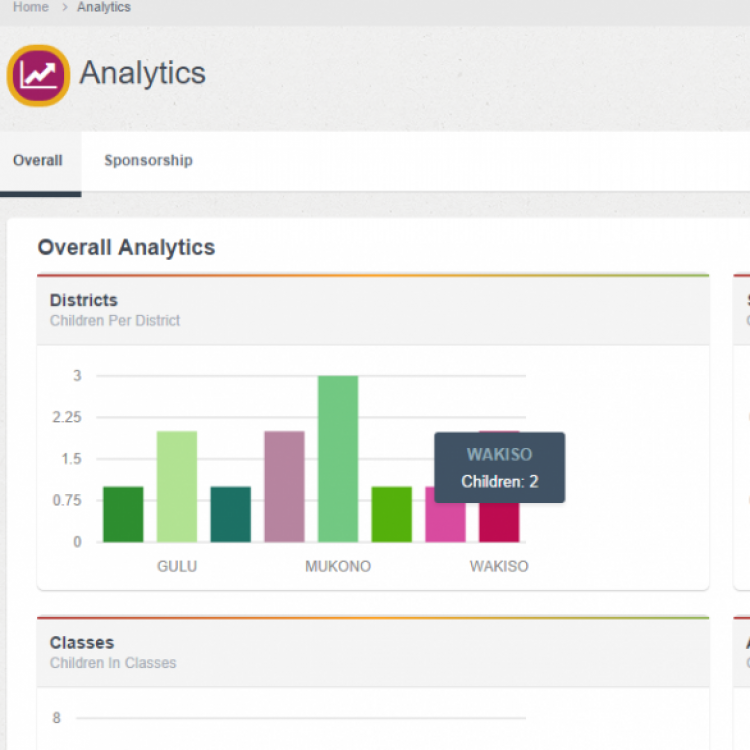 Home > Analytics
Analytics
Overall Sponsorship
Overall Analytics
Districts
Children Per District
3
2.25
1.5
0.75
0
WAKISO
Children: 2
GULU MUKONO WAKISO
Classes
Children In Classes
8